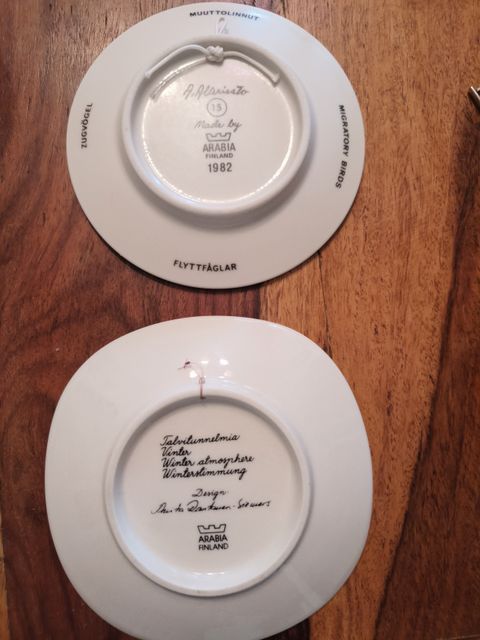 MUUTTOLINNUT
ZUGVÖGEL
MIGRATORY BIRDS
FLYTTFÅGLAR
15
Made by
ARABIA
FINLAND
1982
Talvitunnelmia
Vinter
Winter atmosphere
Winterstimmung
Design
ARABIA
FINLAND